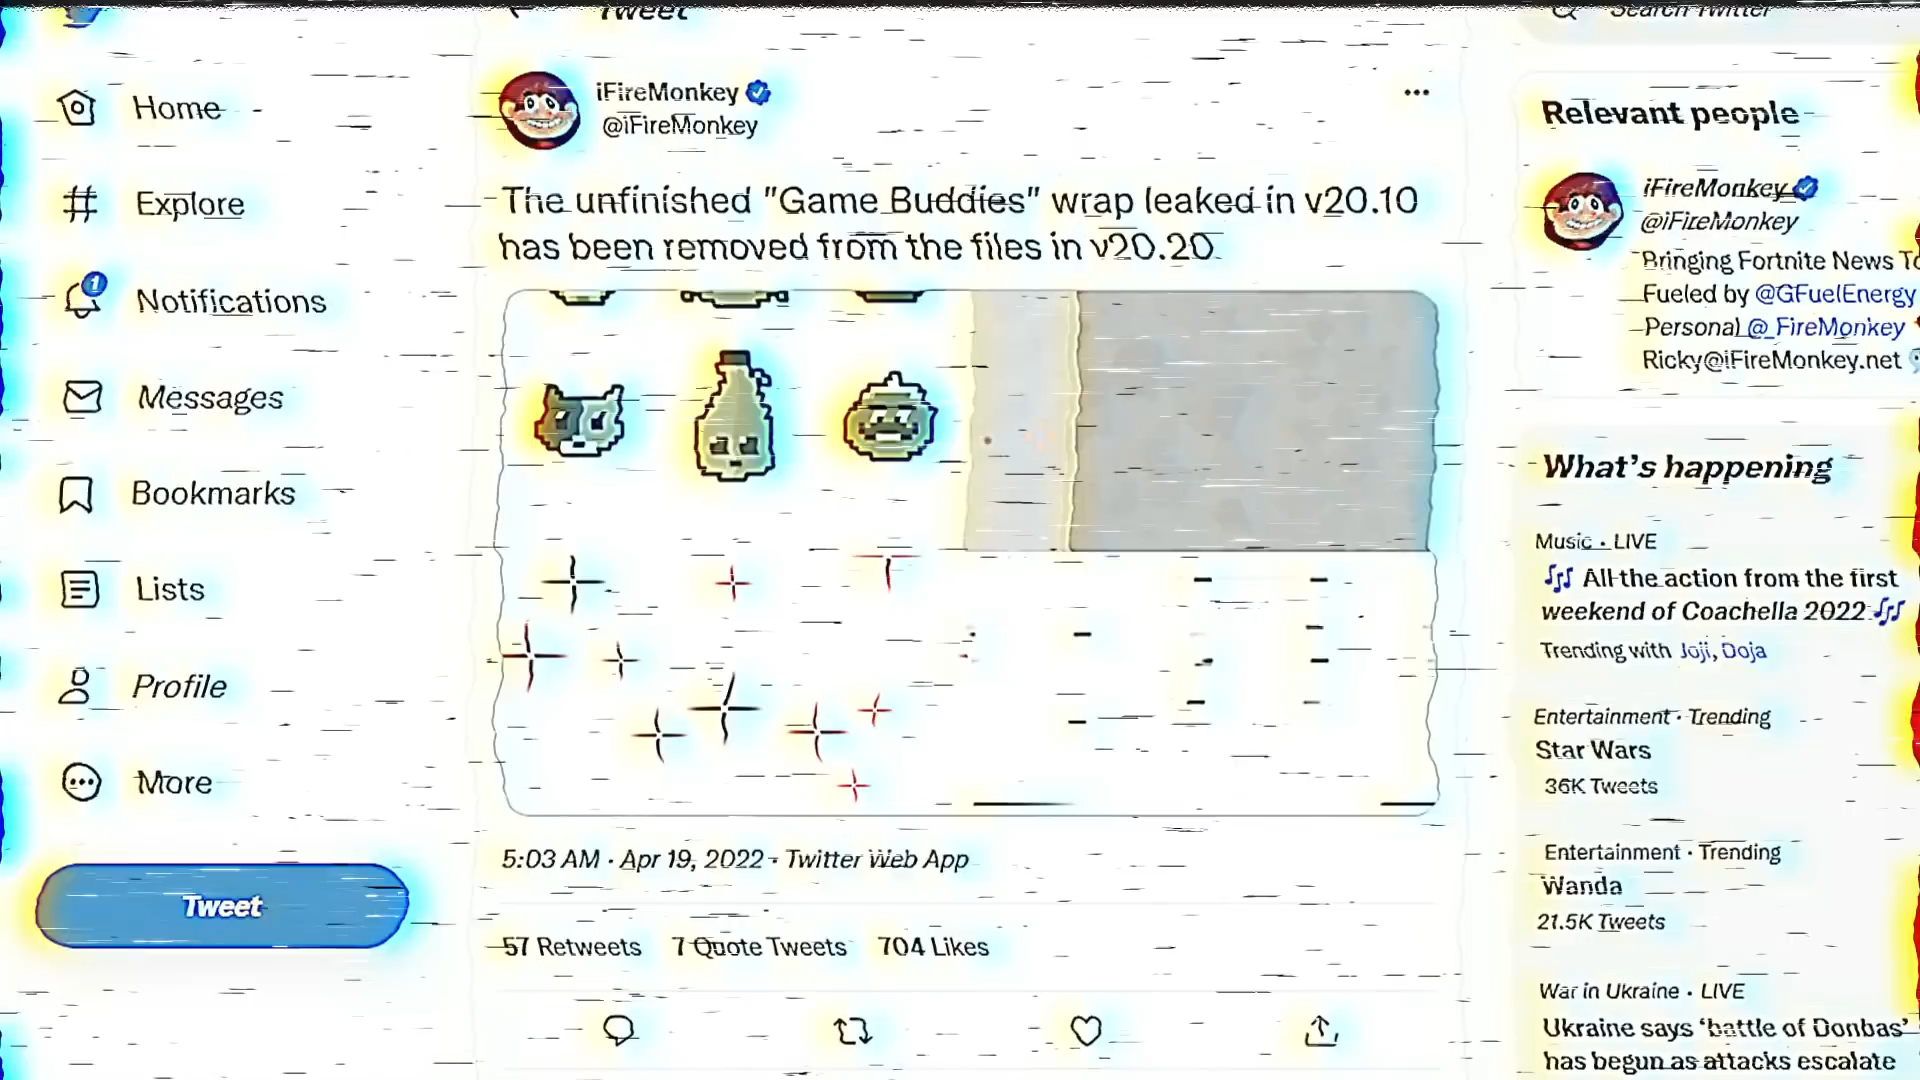 Tweet
Search Twitter
Home
Explore
1
Notifications
Messages
Bookmarks
Lists
Profile
More
Tweet
iFireMonkey
@iFireMonkey
The unfinished "Game Buddies" wrap leaked in v20.10
has been removed from the files in v20.20
5:03 AM · Apr 19, 2022 · Twitter Web App
57 Retweets 7 Quote Tweets 704 Likes
Relevant people
iFireMonkey
@iFireMonkey
Bringing Fortnite News
Fueled by @GFuelEnergy
Personal @_FireMonkey
Ricky@iFireMonkey.net
What's happening
Music · LIVE
All the action from the first
weekend of Coachella 2022
Trending with Joji, Doja
Entertainment · Trending
Star Wars
36K Tweets
Entertainment · Trending
Wanda
21.5K Tweets
War in Ukraine · LIVE
Ukraine says 'battle of Donbas'
has begun as attacks escalate